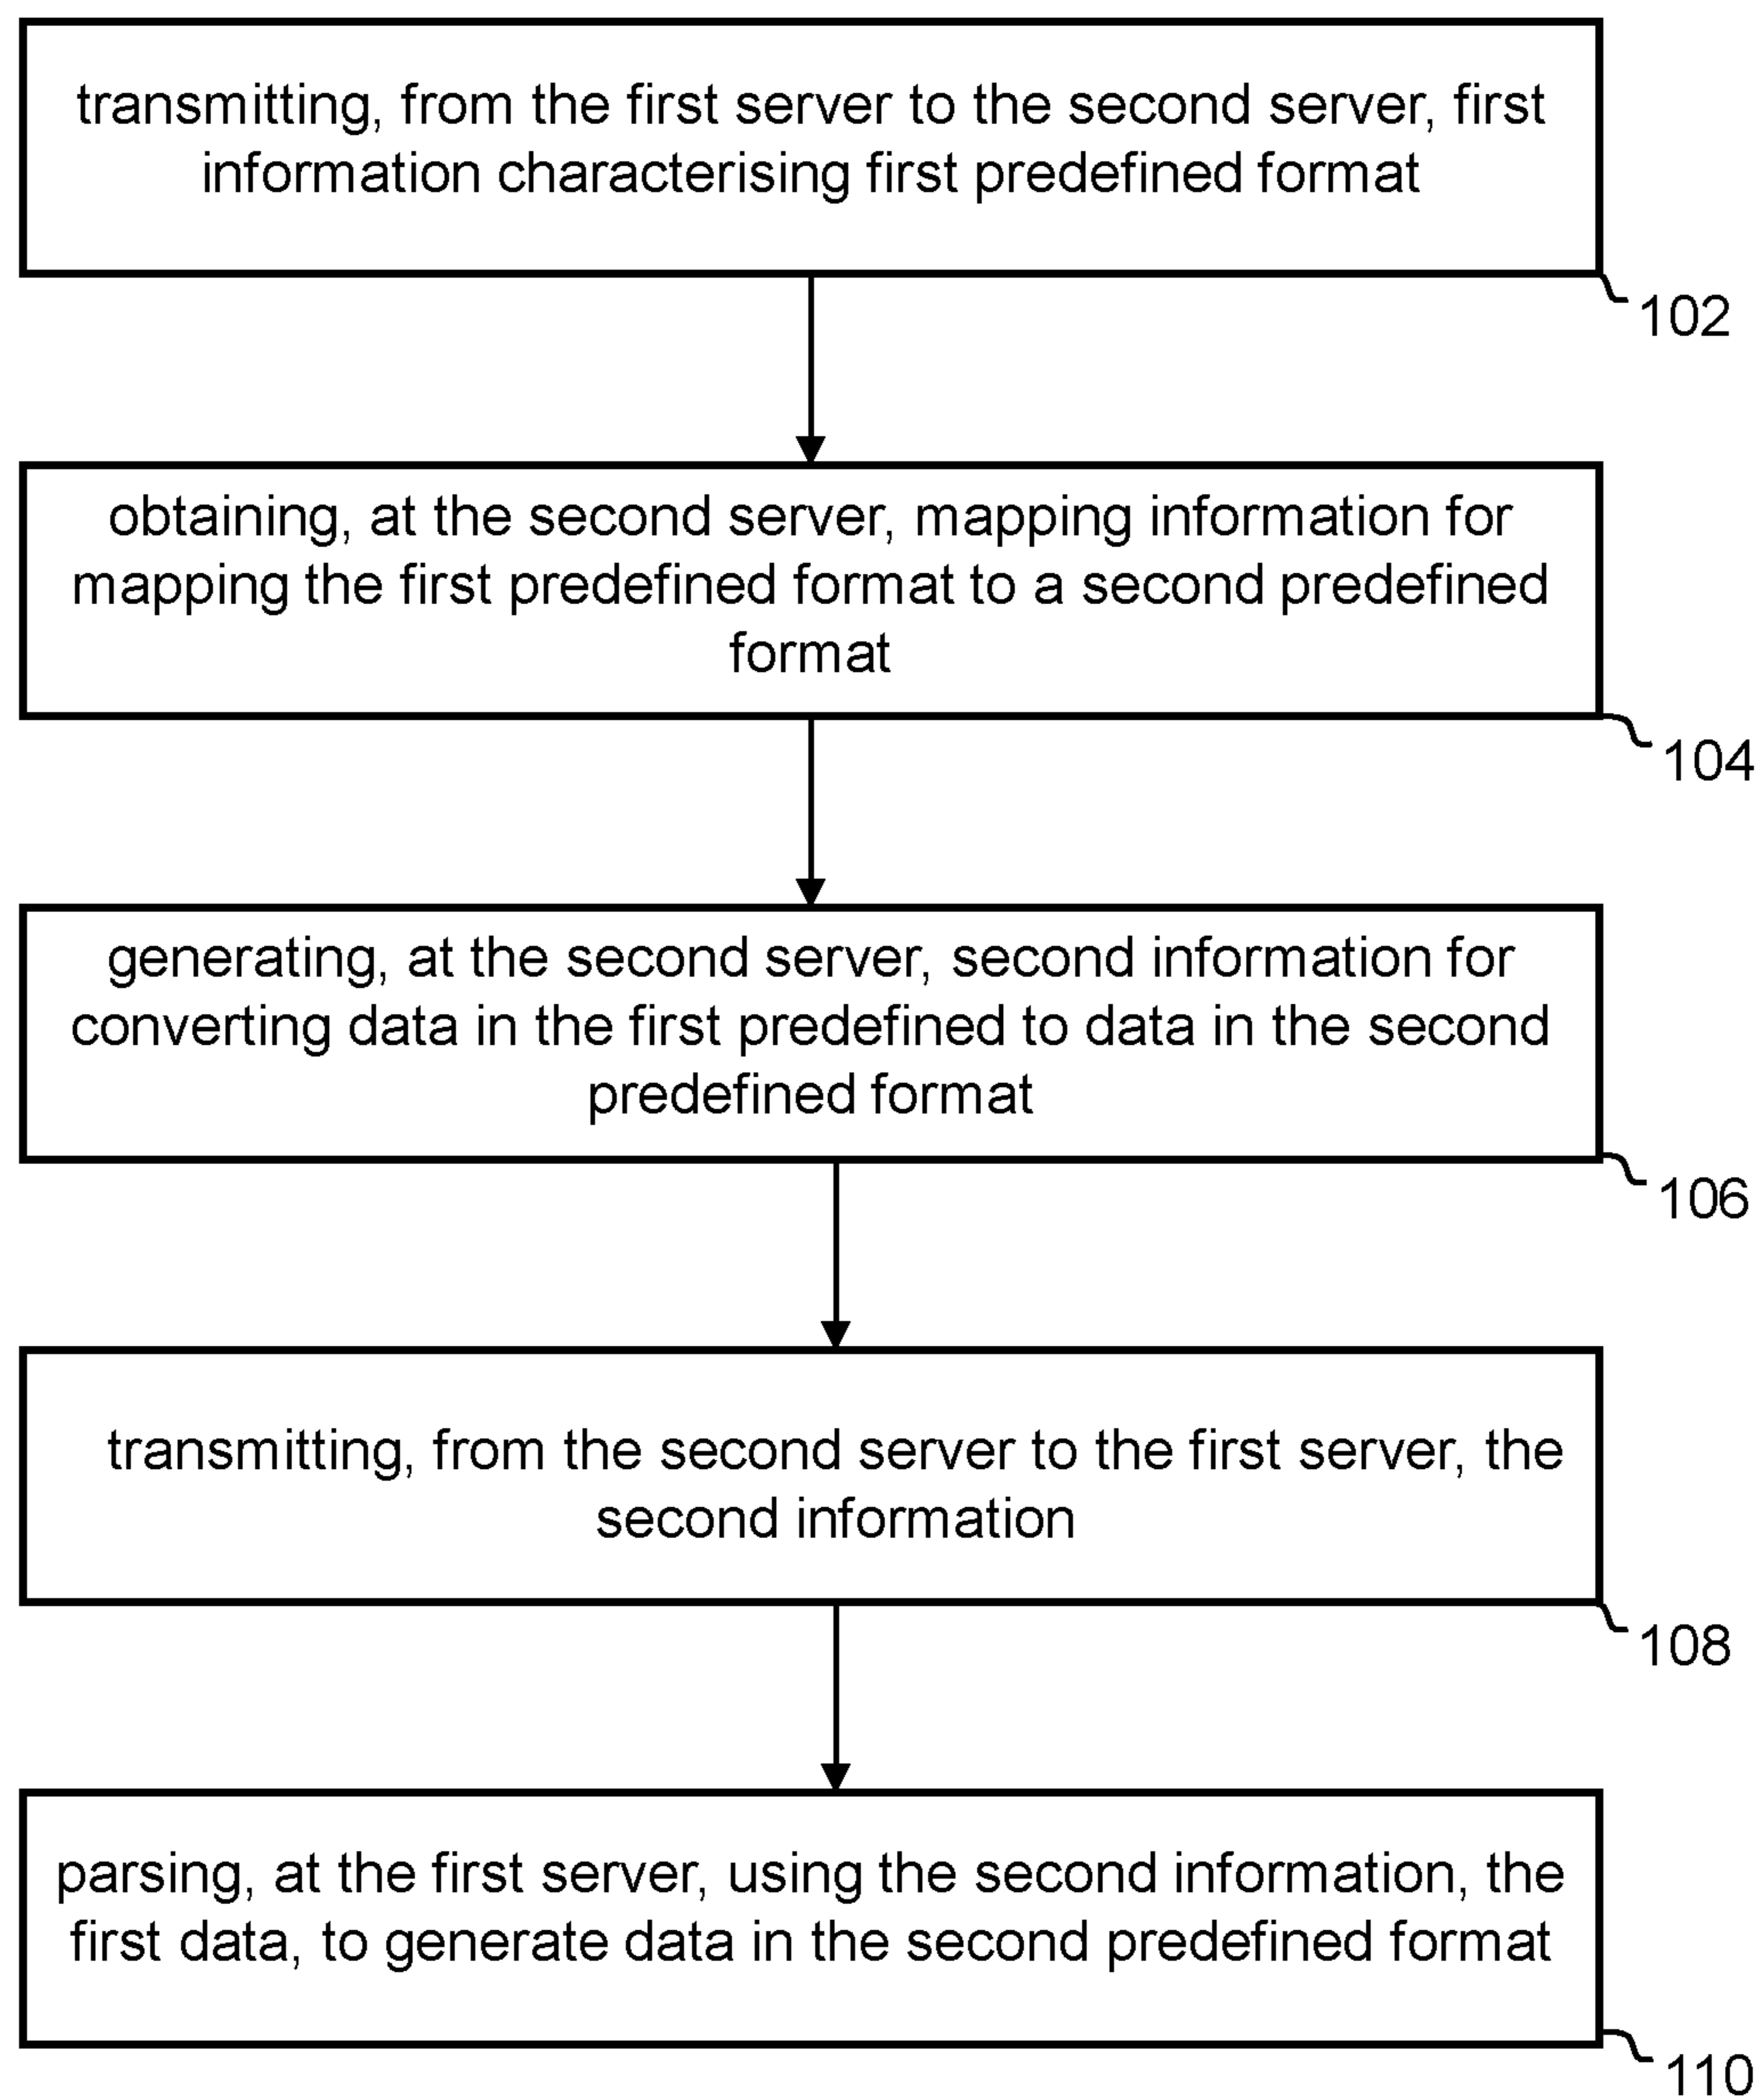 transmitting, from the first server to the second server, first
information characterising first predefined format
102
obtaining, at the second server, mapping information for
mapping the first predefined format to a second predefined
format
104
generating, at the second server, second information for
converting data in the first predefined to data in the second
predefined format
106
transmitting, from the second server to the first server, the
second information
108
parsing, at the first server, using the second information, the
first data, to generate data in the second predefined format
110